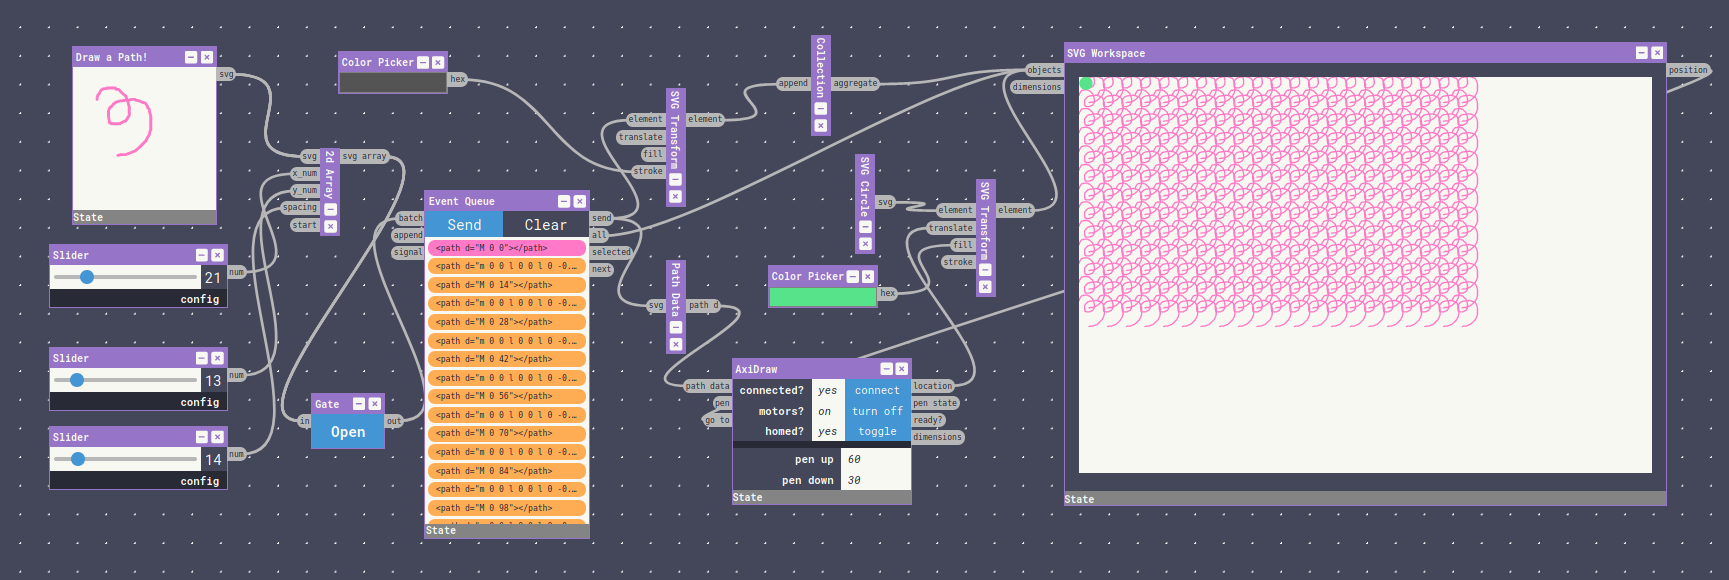 Draw a Path!
svg
State
Color Picker
hex
svg
x_num
y_num
spacing
start
2d Array
svg array
Slider
21
num
config
Slider
13
num
config
Slider
14
num
config
Gate
in
Open
out
Event Queue
batch
append
signal
Send
Clear
send
all
selected
next
<path d="M 0 0"></path>
<path d="m 0 0 l 0 0 l 0 -0...
<path d="M 0 14"></path>
<path d="m 0 0 l 0 0 l 0 -0...
<path d="M 0 28"></path>
<path d="m 0 0 l 0 0 l 0 -0...
<path d="M 0 42"></path>
<path d="m 0 0 l 0 0 l 0 -0...
<path d="M 0 56"></path>
<path d="m 0 0 l 0 0 l 0 -0...
<path d="M 0 70"></path>
<path d="m 0 0 l 0 0 l 0 -0...
<path d="M 0 84"></path>
<path d="m 0 0 l 0 0 l 0 -0...
<path d="M 0 98"></path>
State
element
translate
fill
stroke
SVG Transform
element
append
Collection
aggregate
svg
Path Data
path d
Color Picker
hex
SVG Circle
svg
element
translate
fill
stroke
SVG Transform
element
AxiDraw
path data
pen
go to
connected? yes connect
motors? on turn off
homed? yes toggle
pen up 60
pen down 30
State
location
pen state
ready?
dimensions
SVG Workspace
objects
dimensions
position
State